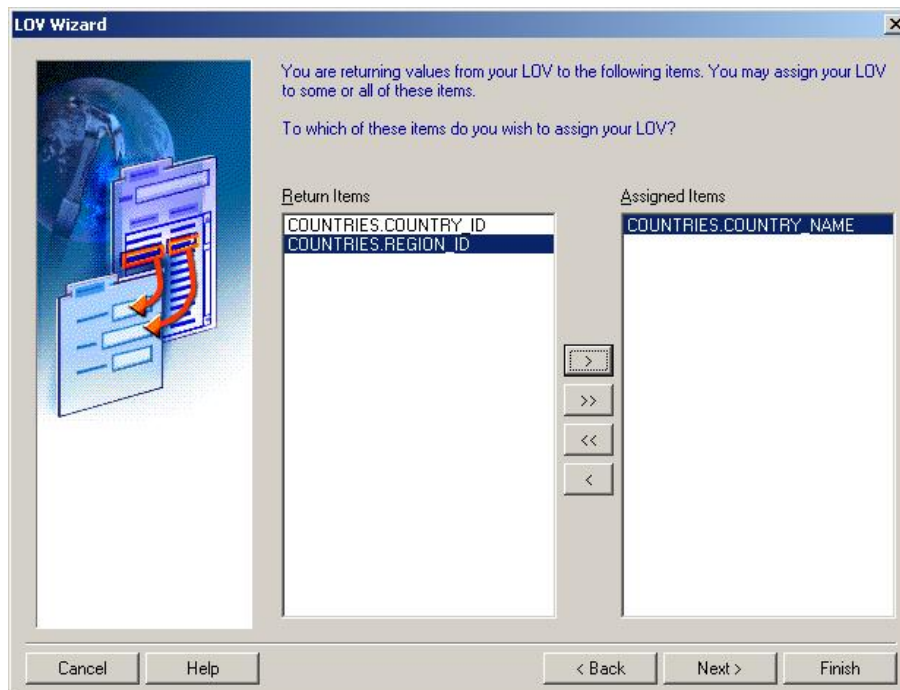 LOV Wizard
You are returning values from your LOV to the following items. You may assign your LOV
to some or all of these items.
To which of these items do you wish to assign your LOV?
Return Items
COUNTRIES.COUNTRY_ID
COUNTRIES.REGION_ID
Assigned Items
COUNTRIES.COUNTRY_NAME
>
>>
<<
<
Cancel
Help
< Back
Next >
Finish